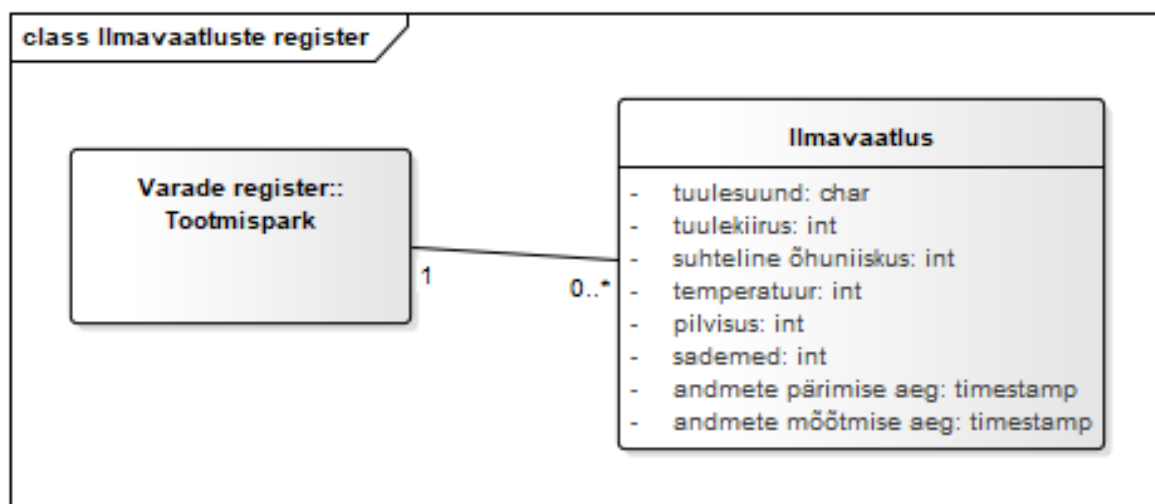 class Ilmavaatluste register
Varade register::
Tootmispark
1
0..*
Ilmavaatlus
- tuulesuund: char
- tuulekiirus: int
- suhteline õhuniiskus: int
- temperatuur: int
- pilvisus: int
- sademed: int
- andmete pärimise aeg: timestamp
- andmete mõõtmise aeg: timestamp